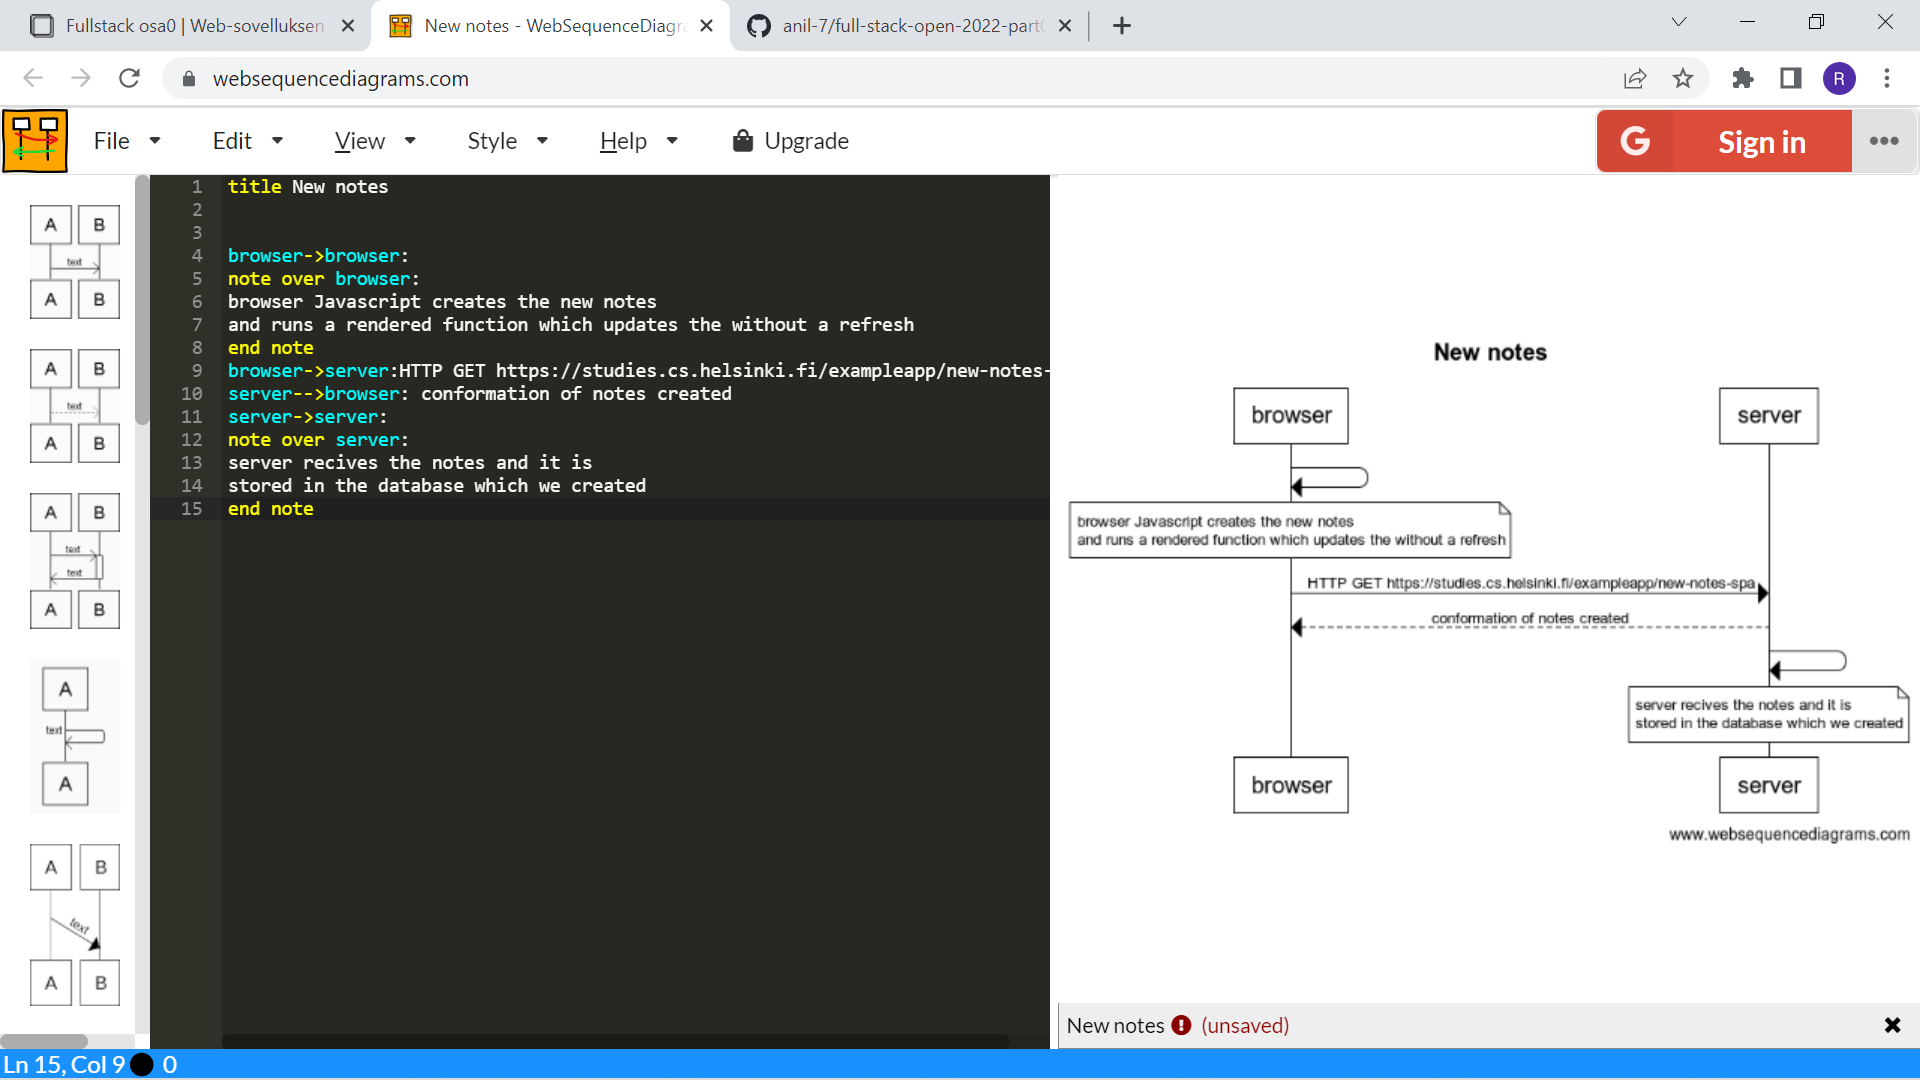 Fullstack osa0 | Web-sovelluksen
New notes - WebSequenceDiagra
anil-7/full-stack-open-2022-part0
websequencediagrams.com
R
File
Edit
View
Style
Help
Upgrade
G
Sign in
A B
text
A B
A B
text
A B
A B
text
text
A B
A
text
A
A B
text
A B
1 title New notes
2
3
4 browser->browser:
5 note over browser:
6 browser Javascript creates the new notes
7 and runs a rendered function which updates the without a refresh
8 end note
9 browser->server:HTTP GET https://studies.cs.helsinki.fi/exampleapp/new-notes-
10 server-->browser: conformation of notes created
11 server->server:
12 note over server:
13 server recives the notes and it is
14 stored in the database which we created
15 end note
New notes
browser
server
browser Javascript creates the new notes
and runs a rendered function which updates the without a refresh
HTTP GET https://studies.cs.helsinki.fi/exampleapp/new-notes-spa
conformation of notes created
server recives the notes and it is
stored in the database which we created
browser
server
www.websequencediagrams.com
New notes (unsaved)
Ln 15, Col 9 0